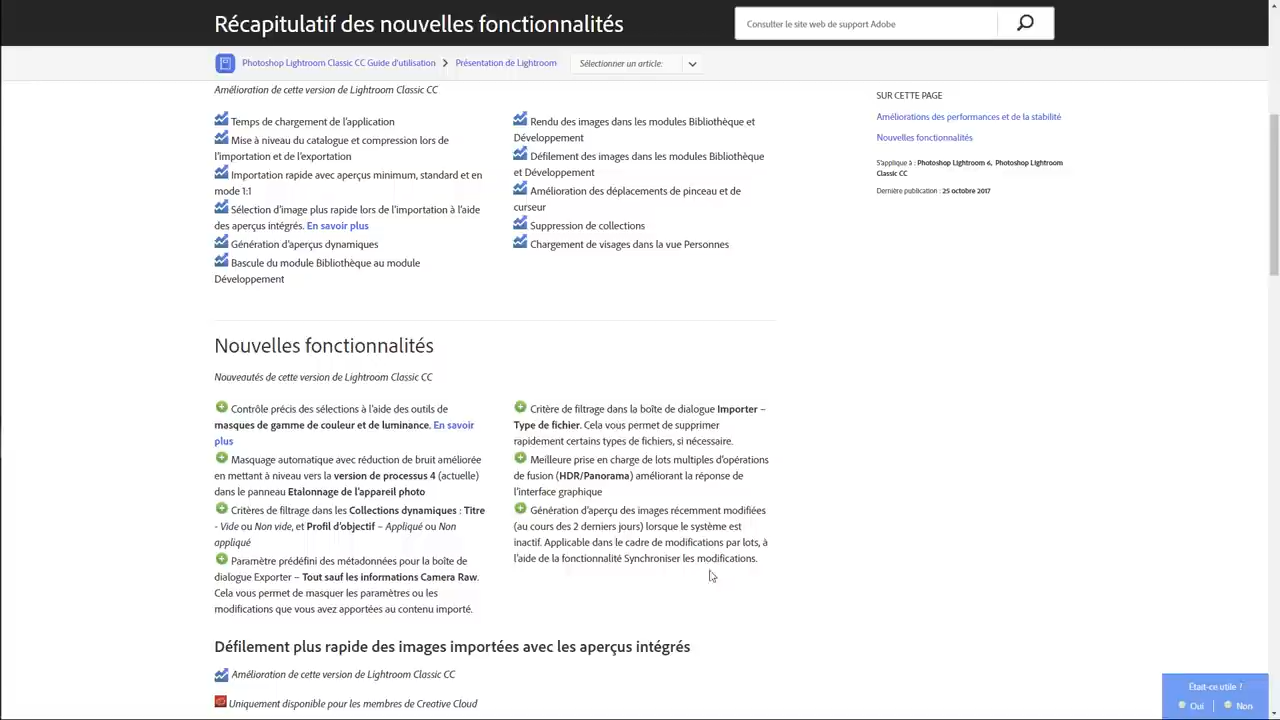 Récapitulatif des nouvelles fonctionnalités
Consulter le site web de support Adobe
Photoshop Lightroom Classic CC Guide d'utilisation
Présentation de Lightroom
Sélectionner un article:
Amélioration de cette version de Lightroom Classic CC
Temps de chargement de l'application
Mise à niveau du catalogue et compression lors de
l'importation et de l'exportation
Importation rapide avec aperçus minimum, standard et en
mode 1:1
Sélection d'image plus rapide lors de l'importation à l'aide
des aperçus intégrés. En savoir plus
Génération d'aperçus dynamiques
Bascule du module Bibliothèque au module
Développement
Rendu des images dans les modules Bibliothèque et
Développement
Défilement des images dans les modules Bibliothèque
et Développement
Amélioration des déplacements de pinceau et de
curseur
Suppression de collections
Chargement de visages dans la vue Personnes
SUR CETTE PAGE
Améliorations des performances et de la stabilité
Nouvelles fonctionnalités
S'applique à : Photoshop Lightroom 6, Photoshop Lightroom
Classic CC
Dernière publication : 25 octobre 2017
Nouvelles fonctionnalités
Nouveautés de cette version de Lightroom Classic CC
Contrôle précis des sélections à l'aide des outils de
masques de gamme de couleur et de luminance. En savoir
plus
Masquage automatique avec réduction de bruit améliorée
en mettant à niveau vers la version de processus 4 (actuelle)
dans le panneau Etalonnage de l'appareil photo
Critères de filtrage dans les Collections dynamiques : Titre
- Vide ou Non vide, et Profil d'objectif – Appliqué ou Non
appliqué
Paramètre prédéfini des métadonnées pour la boîte de
dialogue Exporter – Tout sauf les informations Camera Raw.
Cela vous permet de masquer les paramètres ou les
modifications que vous avez apportées au contenu importé.
Critère de filtrage dans la boîte de dialogue Importer –
Type de fichier. Cela vous permet de supprimer
rapidement certains types de fichiers, si nécessaire.
Meilleure prise en charge de lots multiples d'opérations
de fusion (HDR/Panorama) améliorant la réponse de
l'interface graphique
Génération d'aperçu des images récemment modifiées
(au cours des 2 derniers jours) lorsque le système est
inactif. Applicable dans le cadre de modifications par lots, à
l'aide de la fonctionnalité Synchroniser les modifications.
Défilement plus rapide des images importées avec les aperçus intégrés
Amélioration de cette version de Lightroom Classic CC
Uniquement disponible pour les membres de Creative Cloud
Etait-ce utile ?
Oui | Non